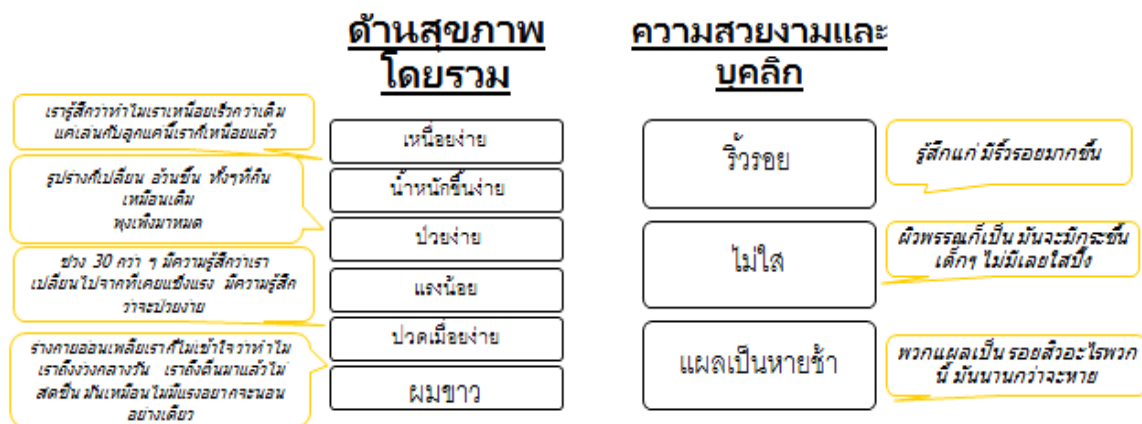 ด้านสุขภาพ
โดยรวม
ความสวยงามและ
บุคลิก
เรารู้สึกว่าทำไมเราเหนื่อยเร็วกว่าเดิม
แค่เล่นกับลูกแค่นี้เราก็เหนื่อยแล้ว
รูปร่างก็เปลี่ยน อ้วนขึ้น ทั้งๆที่กิน
เหมือนเดิม
พุงเพิงมาหมด
ช่วง 30 กว่า ๆ มีความรู้สึกว่าเรา
เปลี่ยนไปจากที่เคยแข็งแรง มีความรู้สึก
ว่าจะป่วยง่าย
ร่างกายอ่อนเพลียเราก็ไม่เข้าใจว่าทำไม
เราถึงง่วงกลางวัน เราถึงตื่นมาแล้วไม่
สดชื่น มันเหมือนไม่มีแรงอยากจะนอน
อย่างเดียว
เหนื่อยง่าย
น้ำหนักขึ้นง่าย
ป่วยง่าย
แรงน้อย
ปวดเมื่อยง่าย
ผมขาว
ริ้วรอย
ไม่ใส
แผลเป็นหายช้า
รู้สึกแก่ มีริ้วรอยมากขึ้น
ผิวพรรณก็เป็น มันจะมีกระขึ้น
เด็กๆ ไม่มีเลยใสปิ๊ง
พวกแผลเป็น รอยสิวอะไรพวก
นี้ มันนานกว่าจะหาย